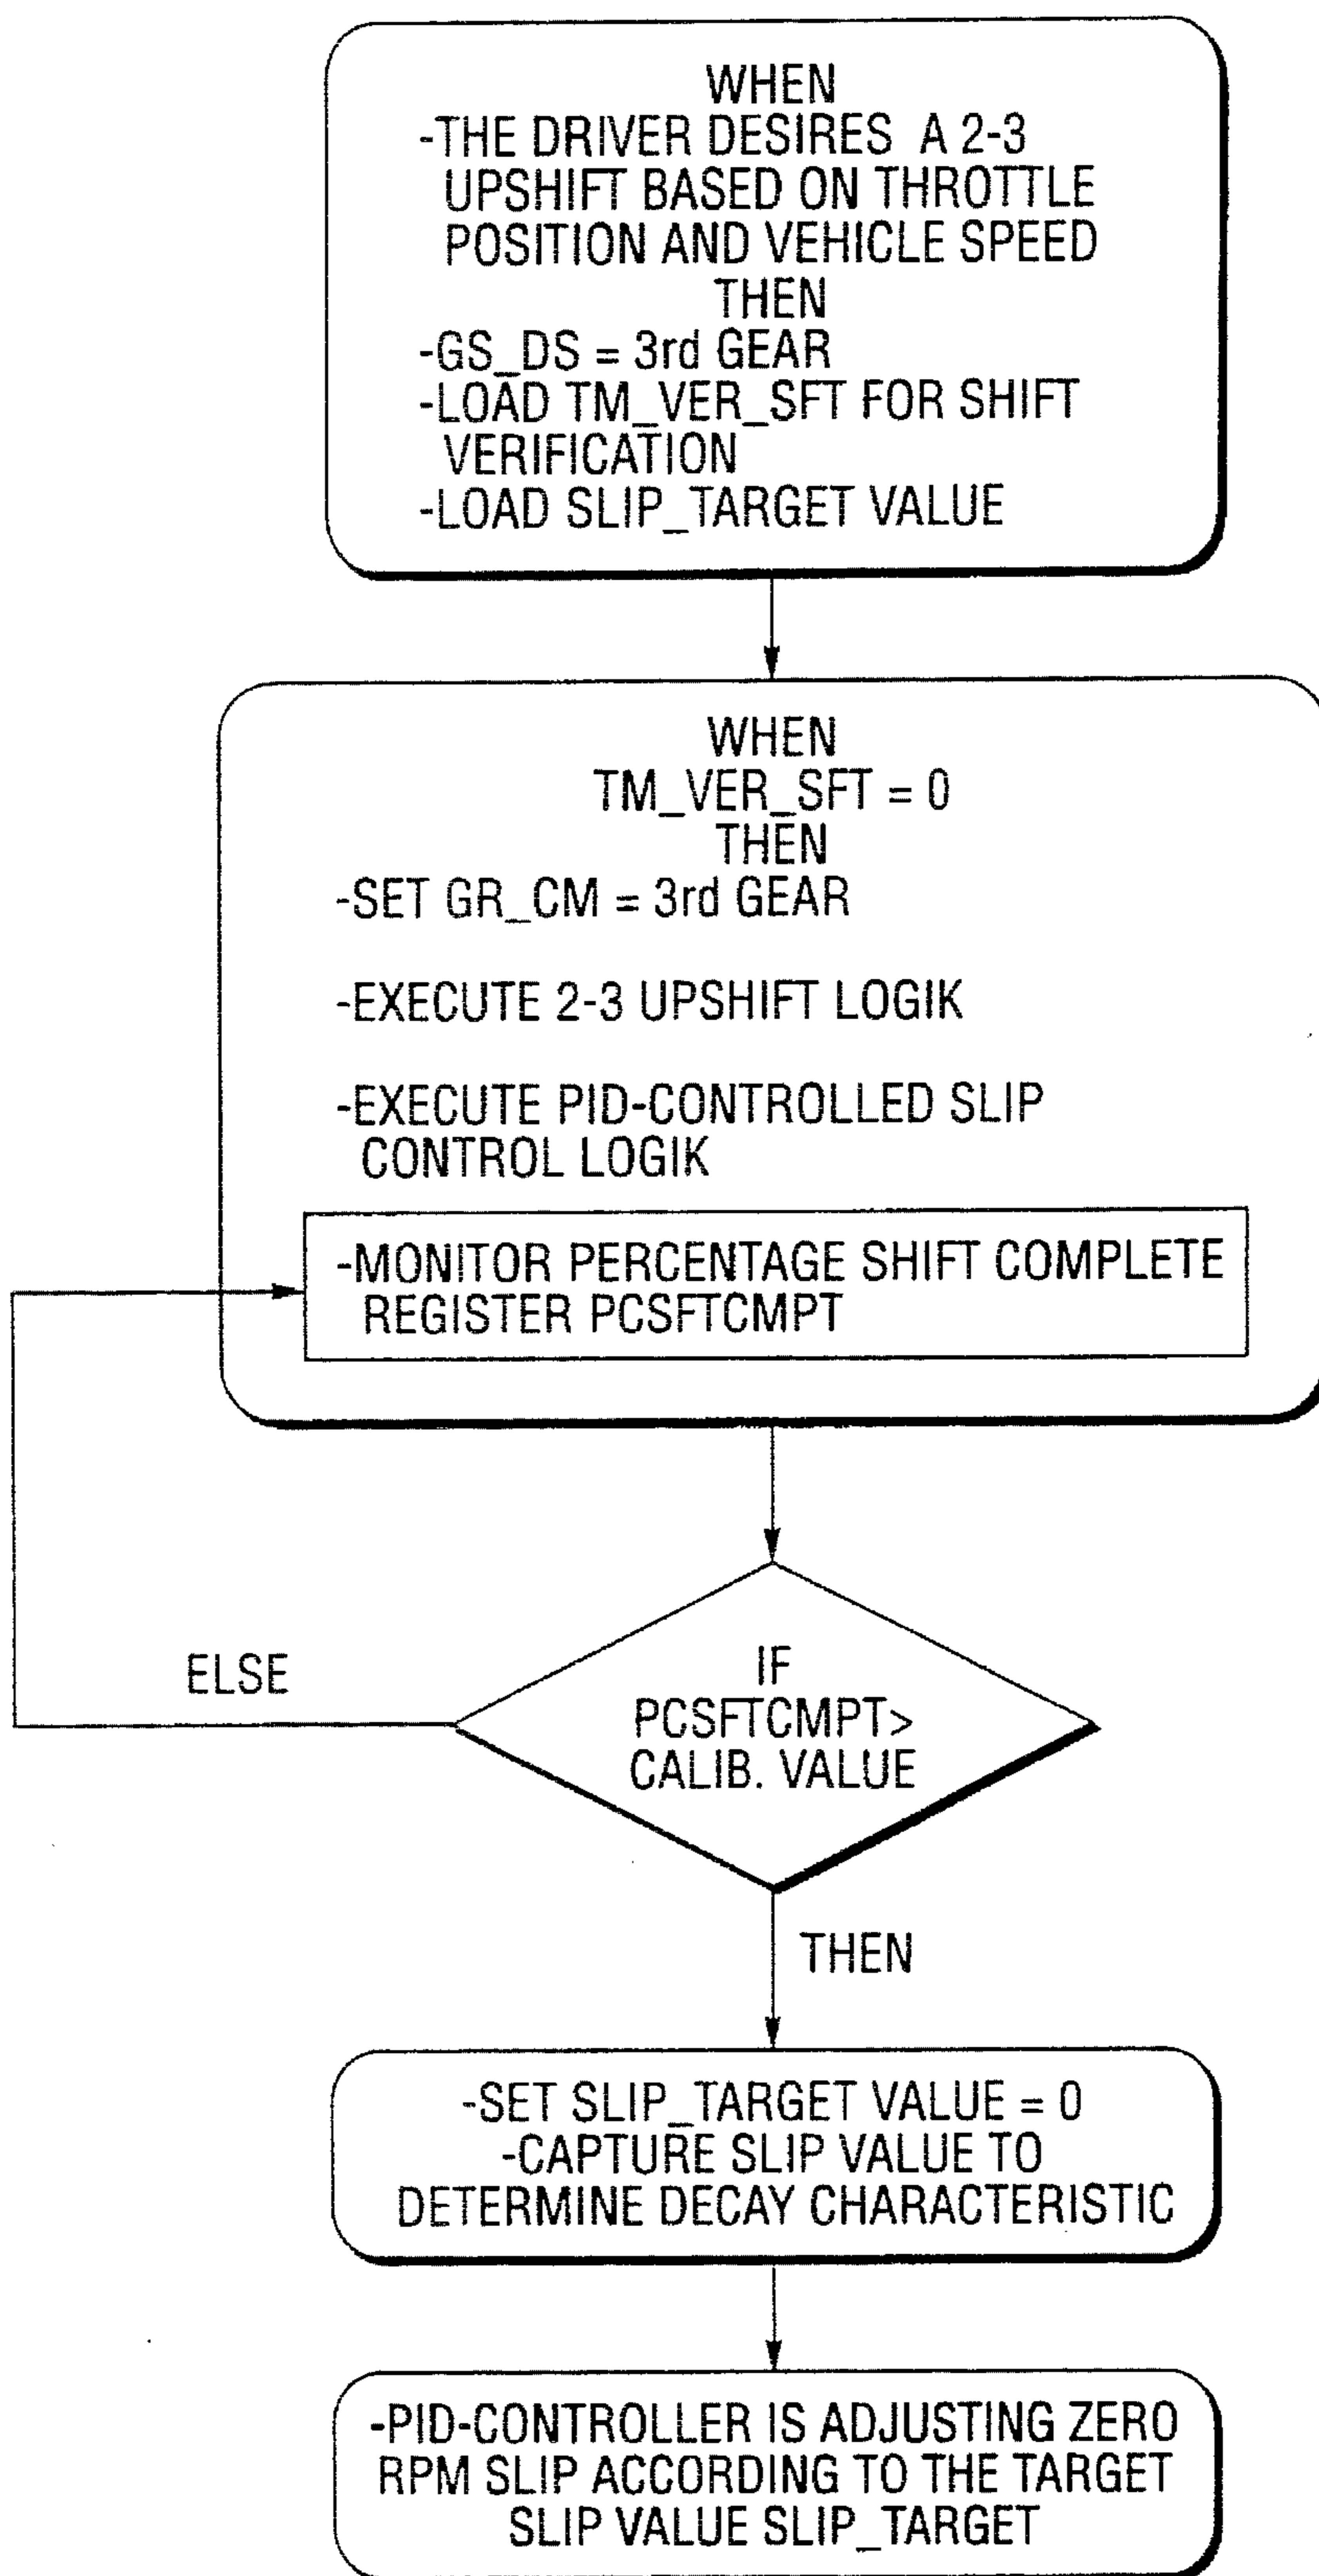 WHEN
-THE DRIVER DESIRES A 2-3
UPSHIFT BASED ON THROTTLE
POSITION AND VEHICLE SPEED
THEN
-GS_DS = 3rd GEAR
-LOAD TM_VER_SFT FOR SHIFT
VERIFICATION
-LOAD SLIP_TARGET VALUE
WHEN
TM_VER_SFT = 0
THEN
-SET GR_CM = 3rd GEAR
-EXECUTE 2-3 UPSHIFT LOGIK
-EXECUTE PID-CONTROLLED SLIP
CONTROL LOGIK
-MONITOR PERCENTAGE SHIFT COMPLETE
REGISTER PCSFTCMPT
ELSE
IF
PCSFTCMPT>
CALIB. VALUE
THEN
-SET SLIP_TARGET VALUE = 0
-CAPTURE SLIP VALUE TO
DETERMINE DECAY CHARACTERISTIC
-PID-CONTROLLER IS ADJUSTING ZERO
RPM SLIP ACCORDING TO THE TARGET
SLIP VALUE SLIP_TARGET